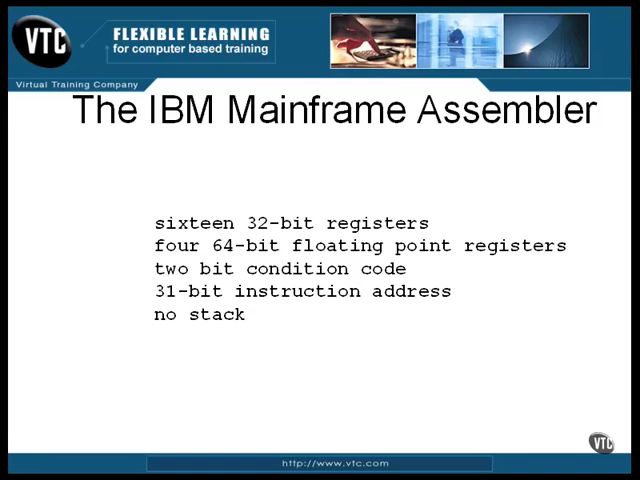 VTC
FLEXIBLE LEARNING
for computer based training
Virtual Training Company
The IBM Mainframe Assembler
sixteen 32-bit registers
four 64-bit floating point registers
two bit condition code
31-bit instruction address
no stack
VTC
http://www.vtc.com